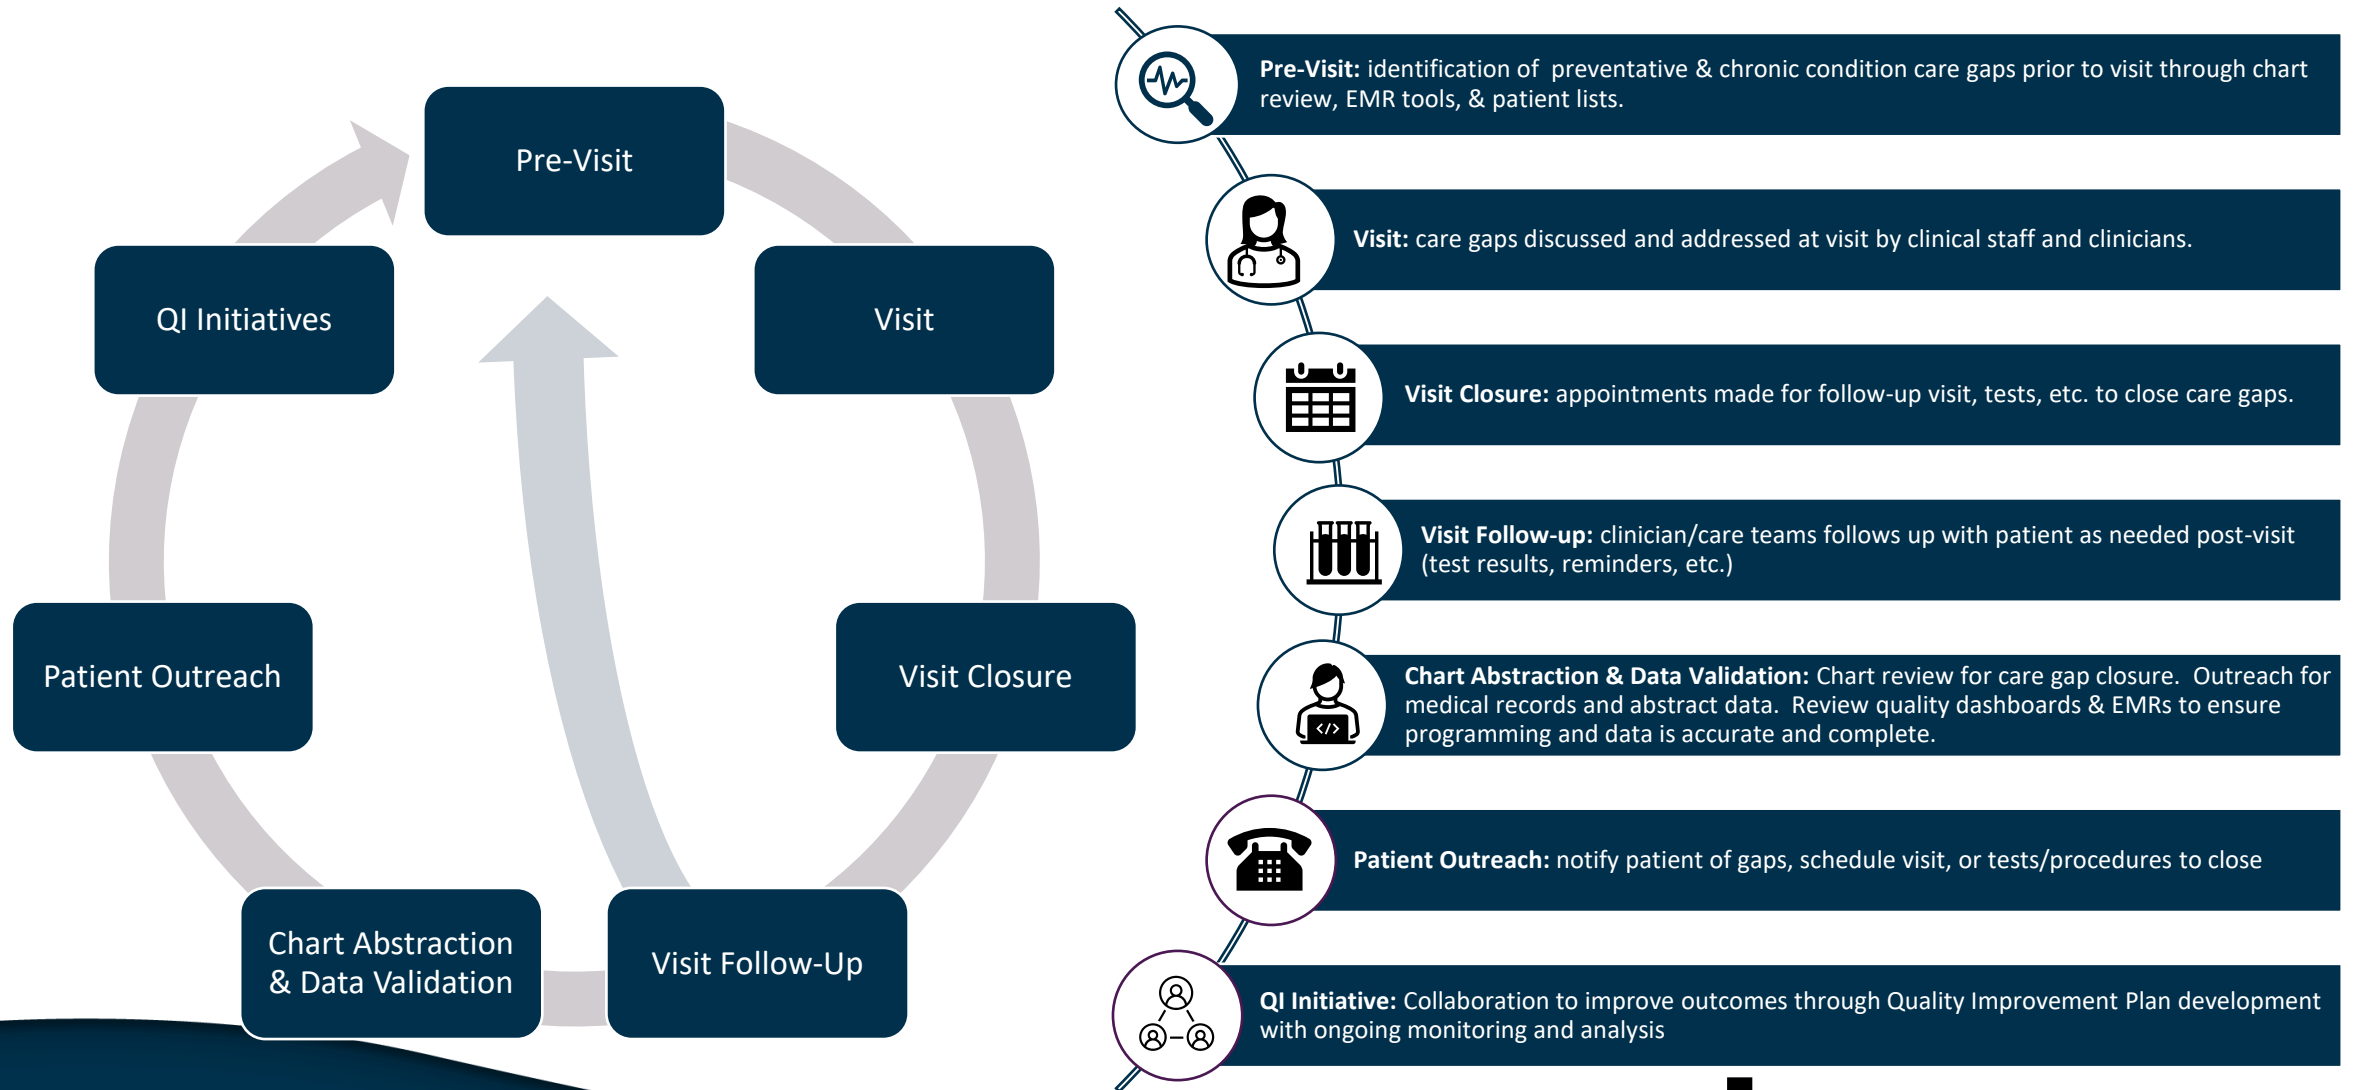 Pre-Visit
Visit
Visit Closure
Visit Follow-Up
Chart Abstraction
& Data Validation
Patient Outreach
QI Initiatives
Pre-Visit: identification of  preventative & chronic condition care gaps prior to visit through chart
review, EMR tools, & patient lists.
Visit: care gaps discussed and addressed at visit by clinical staff and clinicians.
Visit Closure: appointments made for follow-up visit, tests, etc. to close care gaps.
Visit Follow-up: clinician/care teams follows up with patient as needed post-visit
(test results, reminders, etc.)
</>
Chart Abstraction & Data Validation: Chart review for care gap closure.  Outreach for
medical records and abstract data.  Review quality dashboards & EMRs to ensure
programming and data is accurate and complete.
Patient Outreach: notify patient of gaps, schedule visit, or tests/procedures to close
QI Initiative: Collaboration to improve outcomes through Quality Improvement Plan development
with ongoing monitoring and analysis